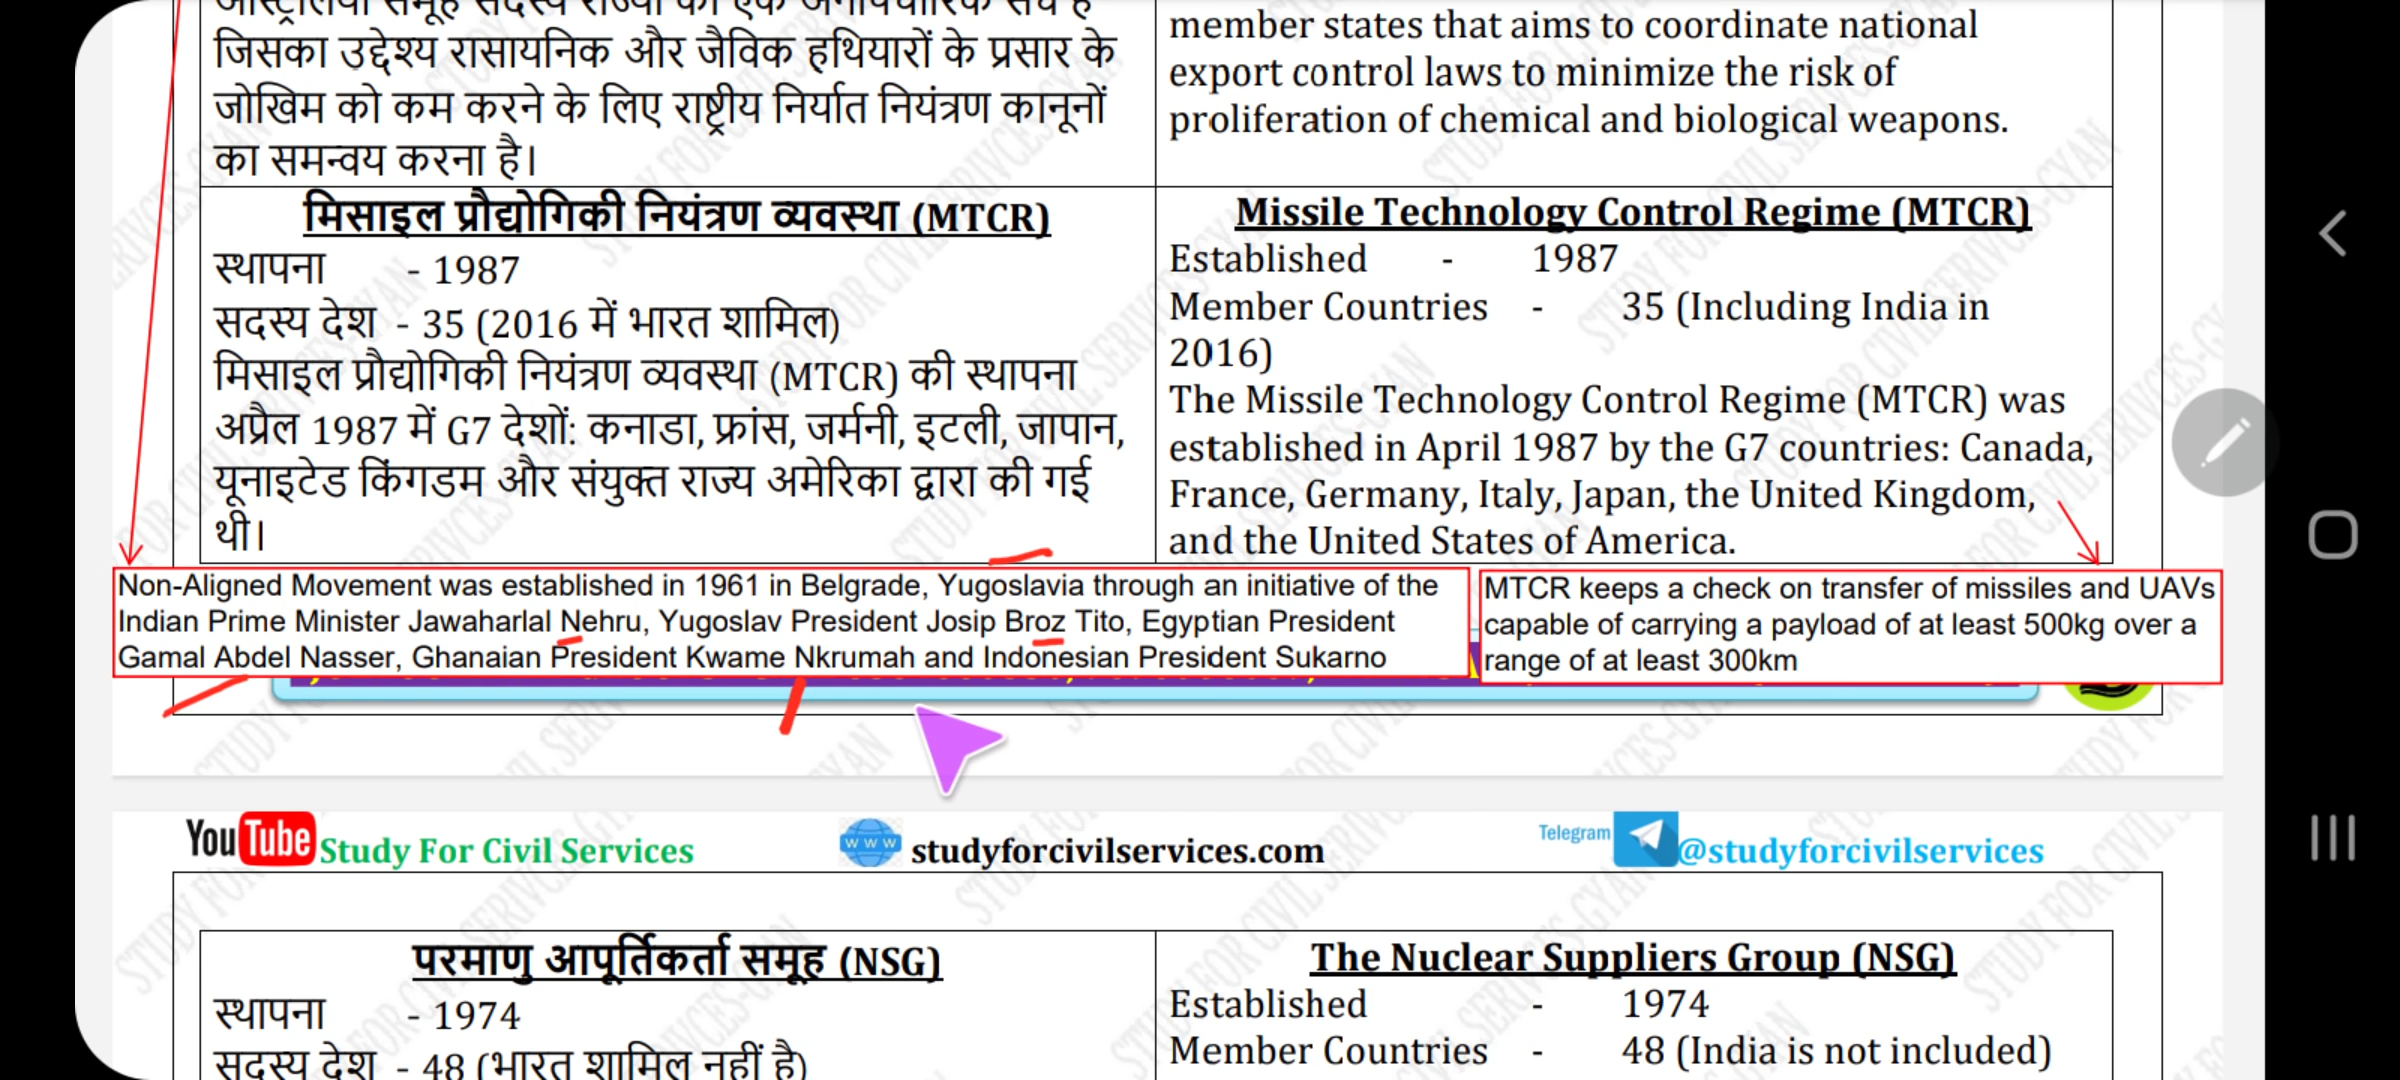 जिसका उद्देश्य रासायनिक और जैविक हथियारों के प्रसार के
जोखिम को कम करने के लिए राष्ट्रीय निर्यात नियंत्रण कानूनों
का समन्वय करना है।
member states that aims to coordinate national
export control laws to minimize the risk of
proliferation of chemical and biological weapons.
मिसाइल प्रौद्योगिकी नियंत्रण व्यवस्था (MTCR)
स्थापना - 1987
सदस्य देश - 35 (2016 में भारत शामिल)
मिसाइल प्रौद्योगिकी नियंत्रण व्यवस्था (MTCR) की स्थापना
अप्रैल 1987 में G7 देशों: कनाडा, फ्रांस, जर्मनी, इटली, जापान,
यूनाइटेड किंगडम और संयुक्त राज्य अमेरिका द्वारा की गई
थी।
Missile Technology Control Regime (MTCR)
Established - 1987
Member Countries - 35 (Including India in
2016)
The Missile Technology Control Regime (MTCR) was
established in April 1987 by the G7 countries: Canada,
France, Germany, Italy, Japan, the United Kingdom,
and the United States of America.
Non-Aligned Movement was established in 1961 in Belgrade, Yugoslavia through an initiative of the
Indian Prime Minister Jawaharlal Nehru, Yugoslav President Josip Broz Tito, Egyptian President
Gamal Abdel Nasser, Ghanaian President Kwame Nkrumah and Indonesian President Sukarno
MTCR keeps a check on transfer of missiles and UAVs
capable of carrying a payload of at least 500kg over a
range of at least 300km
YouTube Study For Civil Services
www studyforcivilservices.com
Telegram @studyforcivilservices
परमाणु आपूर्तिकर्ता समूह (NSG)
स्थापना - 1974
सदस्य देश - 48 (भारत शामिल नहीं है)
The Nuclear Suppliers Group (NSG)
Established - 1974
Member Countries - 48 (India is not included)